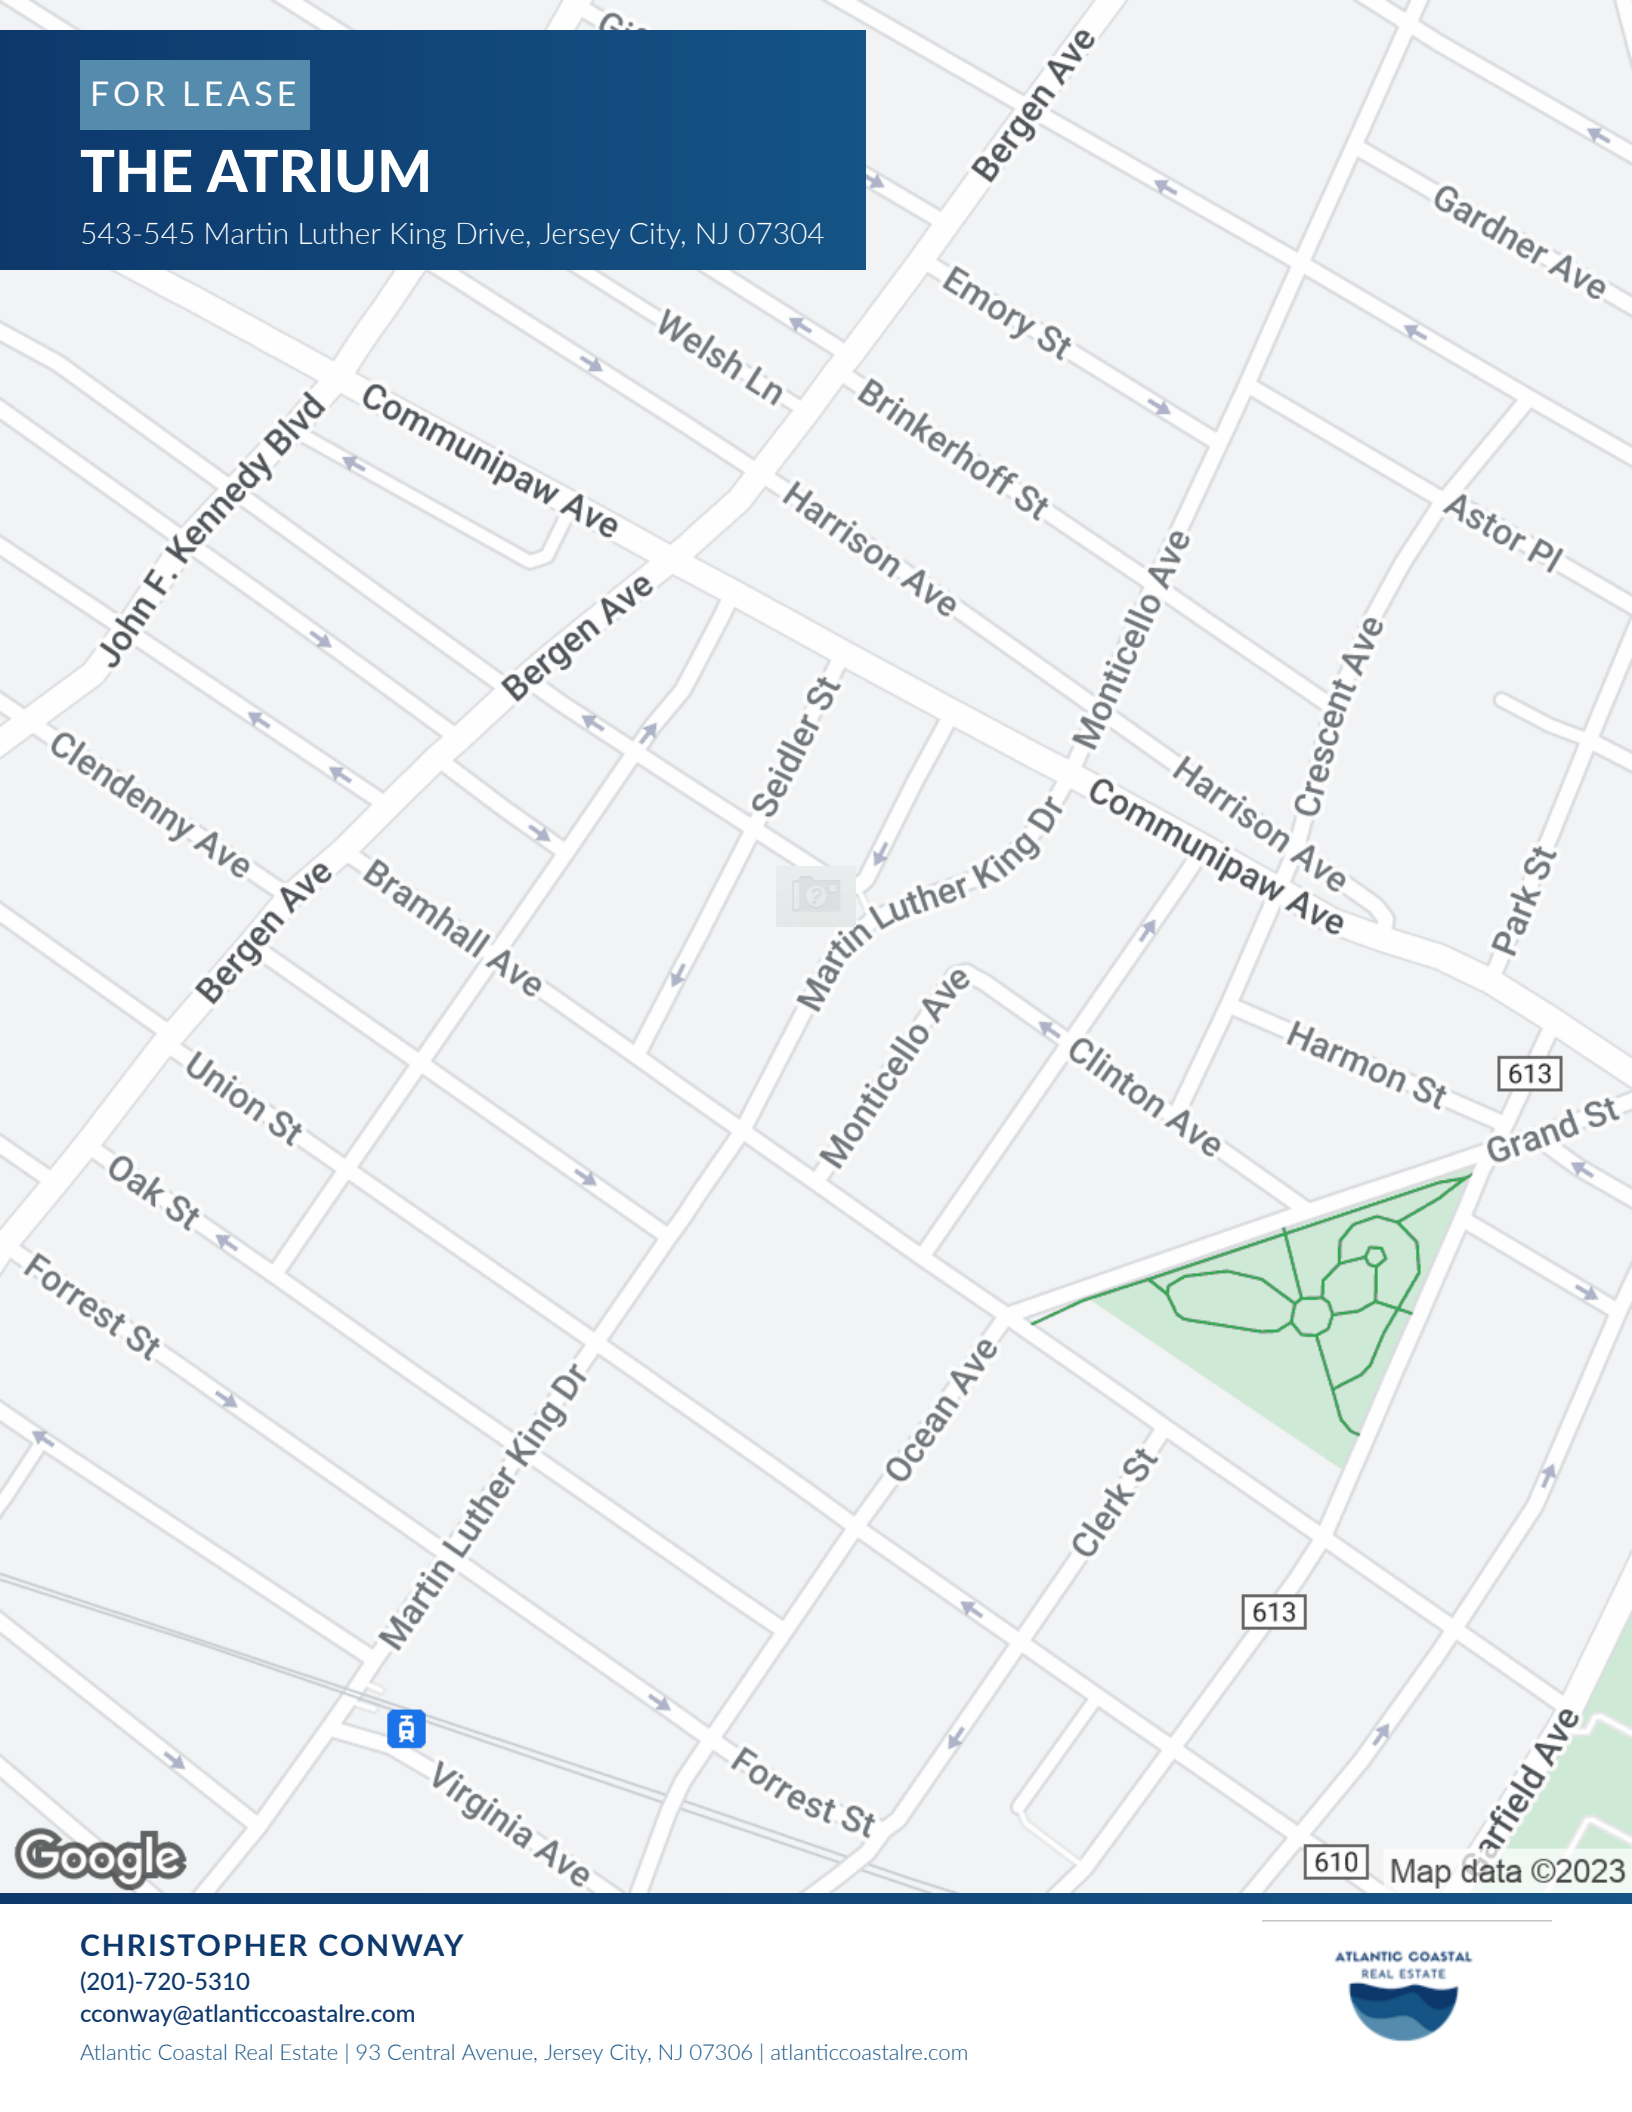 FOR LEASE
THE ATRIUM
543-545 Martin Luther King Drive, Jersey City, NJ 07304
Bergen Ave
Gardner Ave
Emory St
Welsh Ln
Brinkerhoff St
Communipaw Ave
John F. Kennedy Blvd
Harrison Ave
Astor Pl
Bergen Ave
Monticello Ave
Crescent Ave
Seidler St
Clendenny Ave
Harrison Ave
Communipaw Ave
Park St
Bramhall Ave
Bergen Ave
Martin Luther King Dr
Monticello Ave
Clinton Ave
Harmon St
613
Grand St
Union St
Oak St
Forrest St
Martin Luther King Dr
Ocean Ave
Clerk St
613
Forrest St
Virginia Ave
Garfield Ave
610
Google
Map data ©2023
CHRISTOPHER CONWAY
(201)-720-5310
cconway@atlanticcoastalre.com
Atlantic Coastal Real Estate | 93 Central Avenue, Jersey City, NJ 07306 | atlanticcoastalre.com
ATLANTIC COASTAL
REAL ESTATE